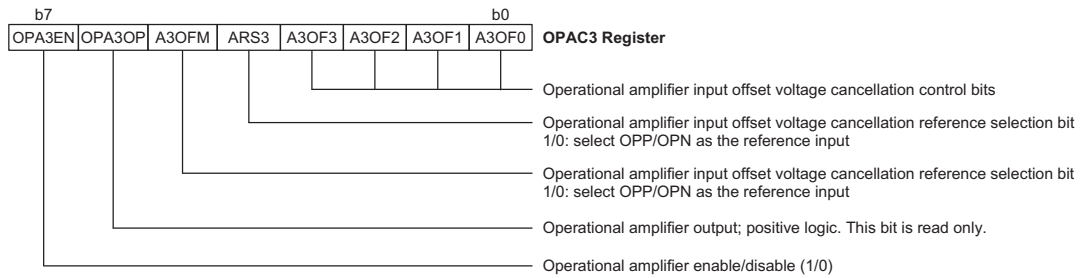 b7 b0
OPA3EN OPA3OP A3OFM ARS3 A3OF3 A3OF2 A3OF1 A3OF0 OPAC3 Register
Operational amplifier input offset voltage cancellation control bits
Operational amplifier input offset voltage cancellation reference selection bit
1/0: select OPP/OPN as the reference input
Operational amplifier input offset voltage cancellation reference selection bit
1/0: select OPP/OPN as the reference input
Operational amplifier output; positive logic. This bit is read only.
Operational amplifier enable/disable (1/0)